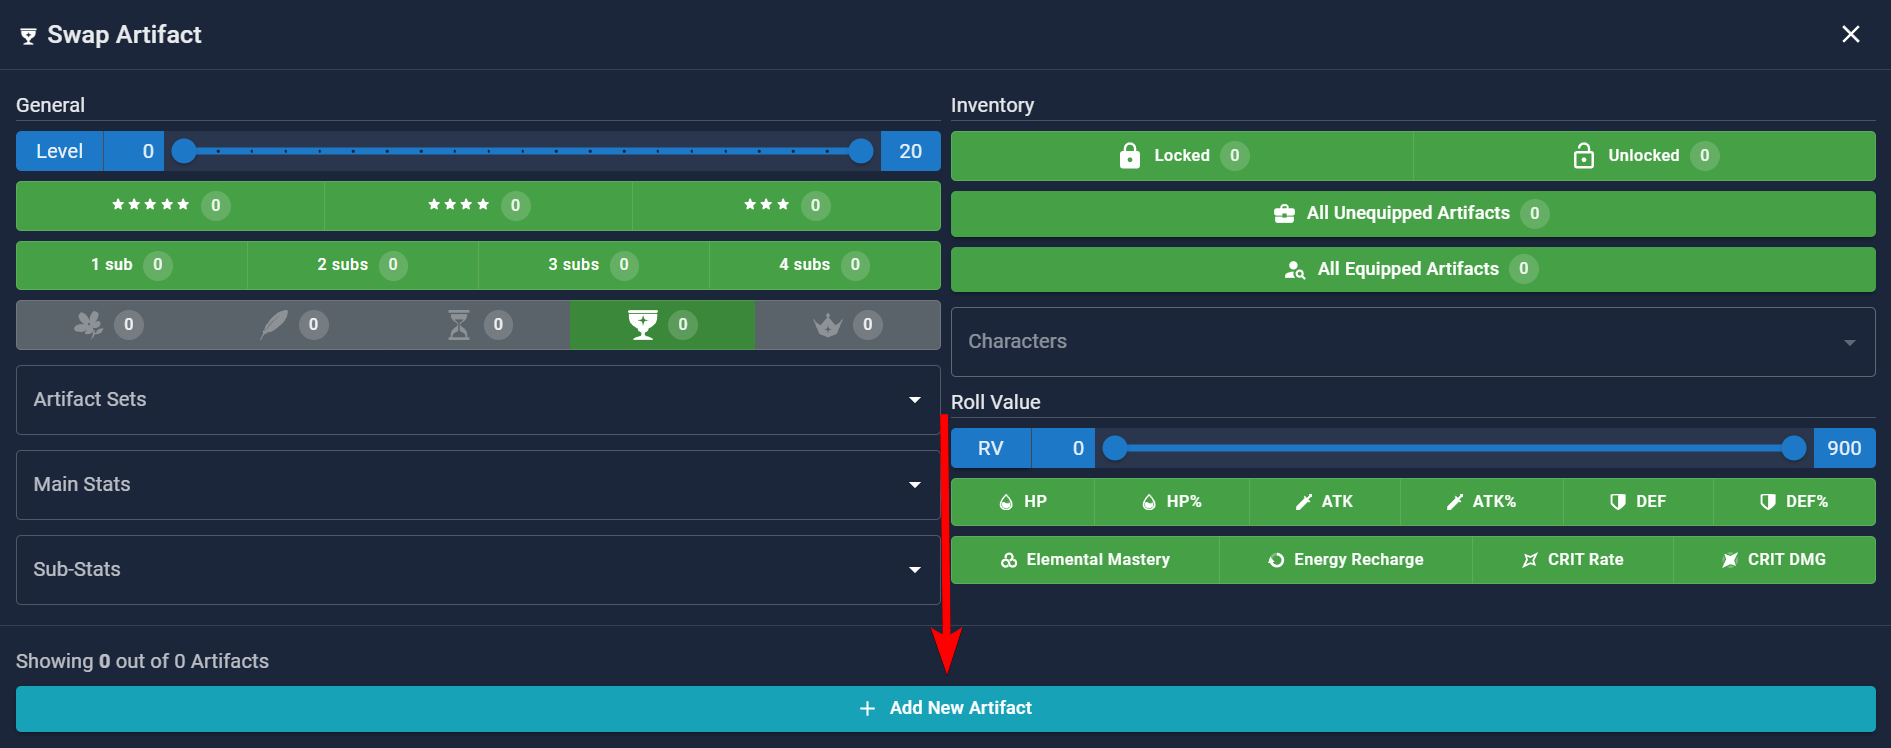 Swap Artifact
General
Level 0 20
0 0 0
1 sub 0 2 subs 0 3 subs 0 4 subs 0
0 0 0 0 0
Artifact Sets
Main Stats
Sub-Stats
Inventory
Locked 0 Unlocked 0
All Unequipped Artifacts 0
All Equipped Artifacts 0
Characters
Roll Value
RV 0 900
HP HP% ATK ATK% DEF DEF%
Elemental Mastery Energy Recharge CRIT Rate CRIT DMG
Showing 0 out of 0 Artifacts
+ Add New Artifact